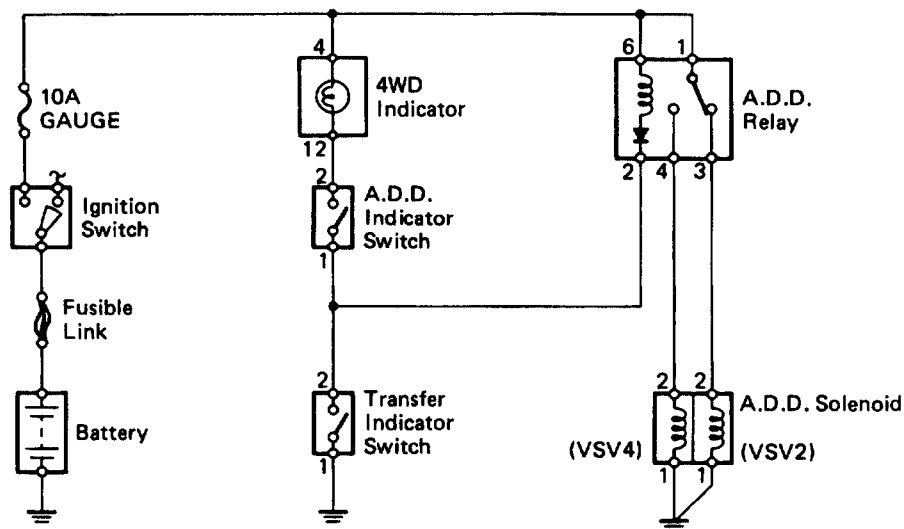 10A
GAUGE
Ignition
Switch
Fusible
Link
Battery
4
4WD
Indicator
12
2
A.D.D.
Indicator
Switch
1
2
Transfer
Indicator
Switch
1
6 1
A.D.D.
Relay
2 4 3
2 2
A.D.D. Solenoid
(VSV4) (VSV2)
1 1